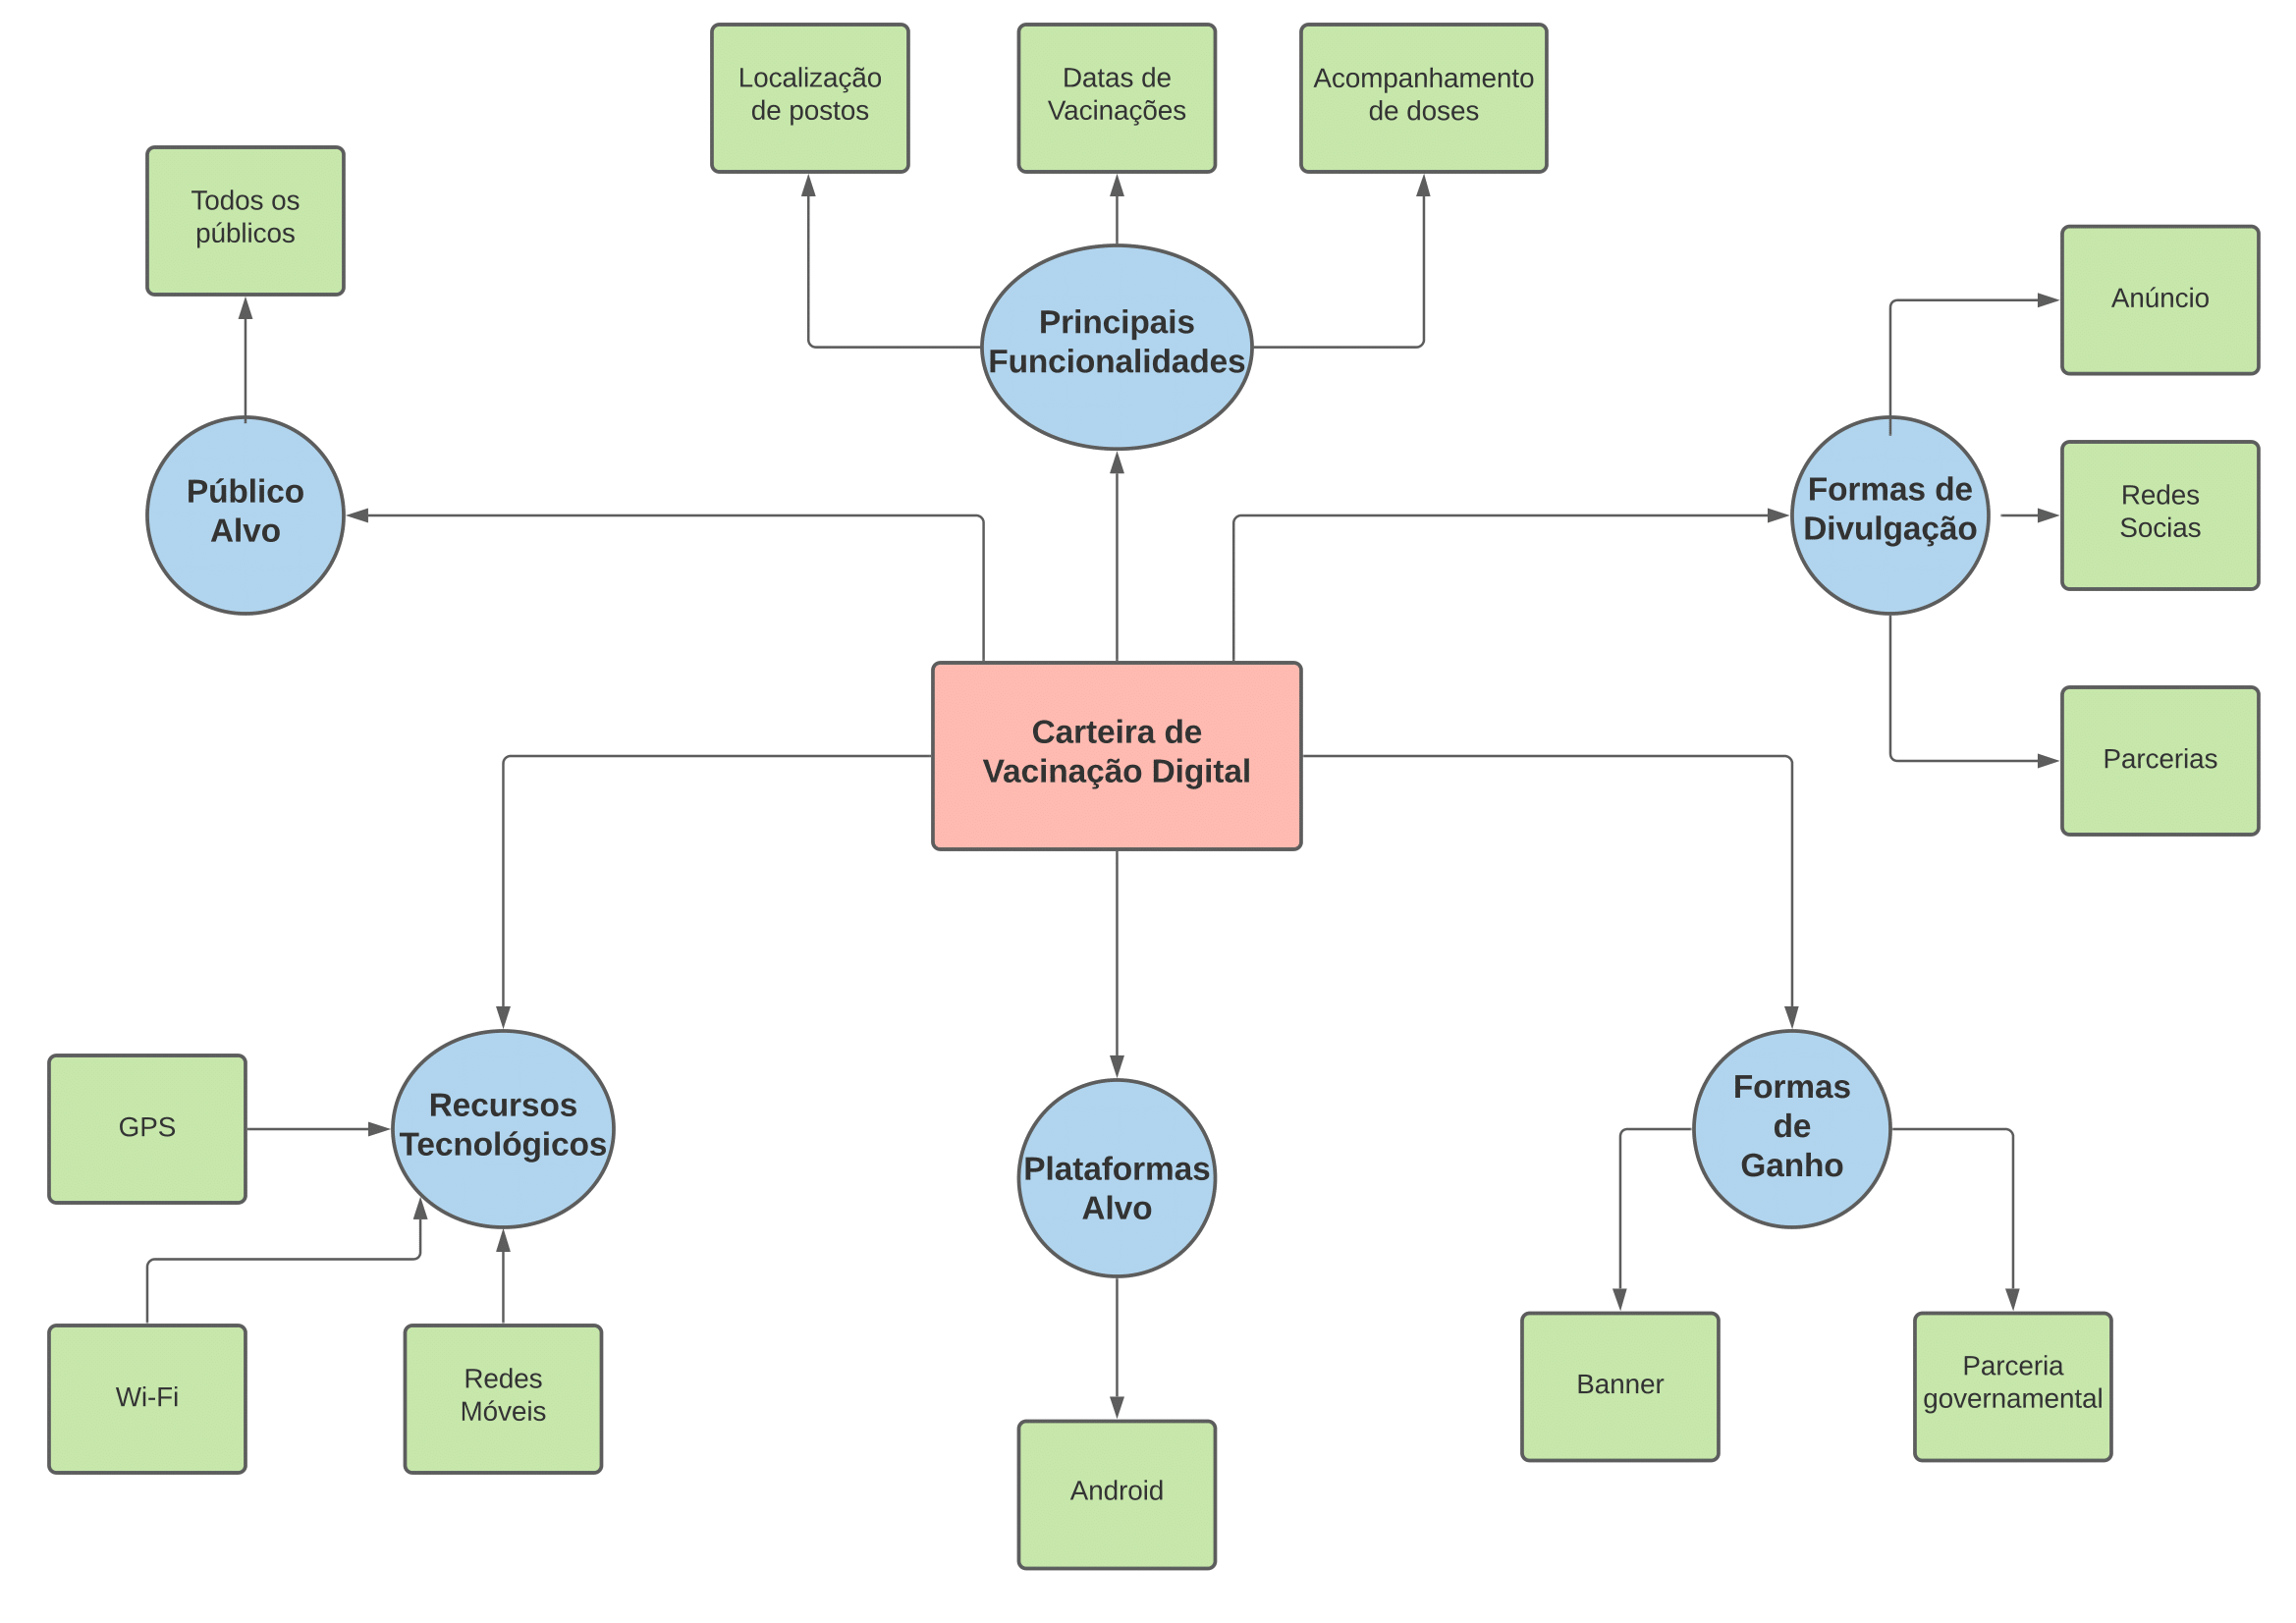 Localização
de postos
Datas de
Vacinações
Acompanhamento
de doses
Todos os
públicos
Anúncio
Principais
Funcionalidades
Público
Alvo
Formas de
Divulgação
Redes
Socias
Carteira de
Vacinação Digital
Parcerias
GPS
Recursos
Tecnológicos
Plataformas
Alvo
Formas
de
Ganho
Wi-Fi
Redes
Móveis
Banner
Parceria
governamental
Android